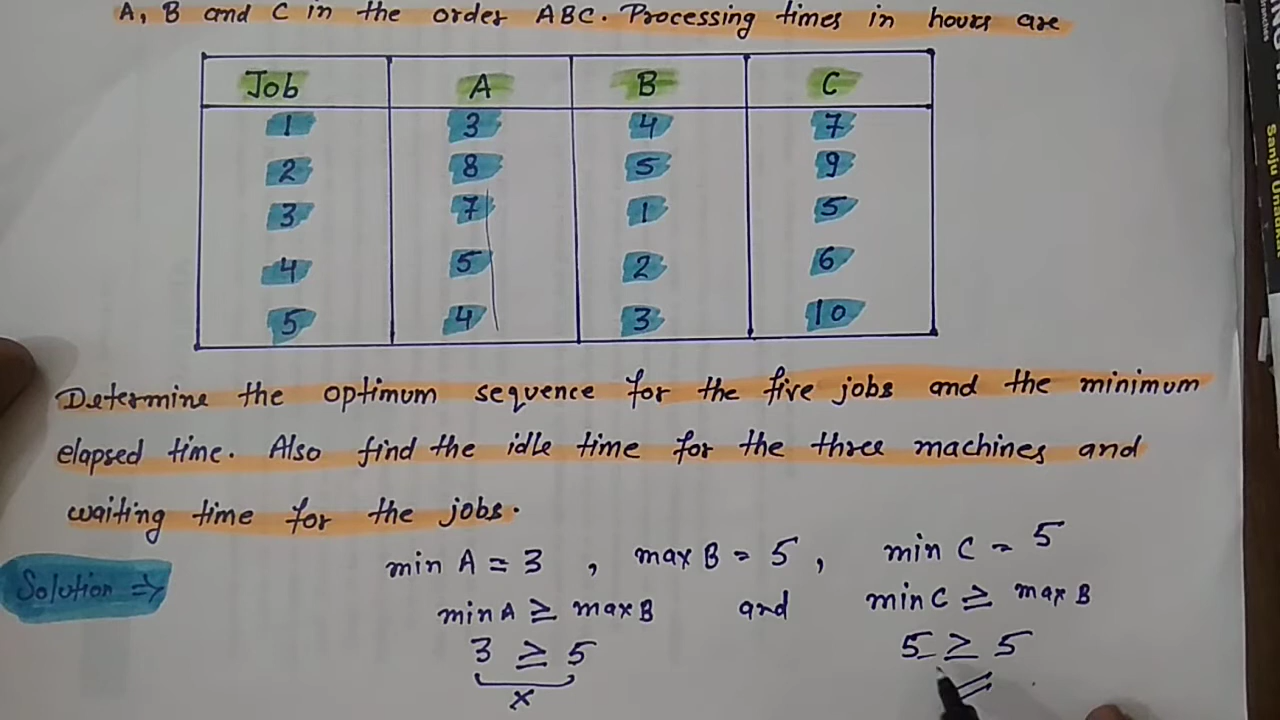 A, B and C in the order ABC. Processing times in hours are
Job A B C
1 3 4 7
2 8 5 9
3 7 1 5
4 5 2 6
5 4 3 10
Determine the optimum sequence for the five jobs and the minimum
elapsed time. Also find the idle time for the three machines and
waiting time for the jobs.
Solution ⇒ min A = 3 , max B = 5 , min C = 5
min A ≥ max B and min C ≥ max B
3 ≥ 5 5 ≥ 5
x